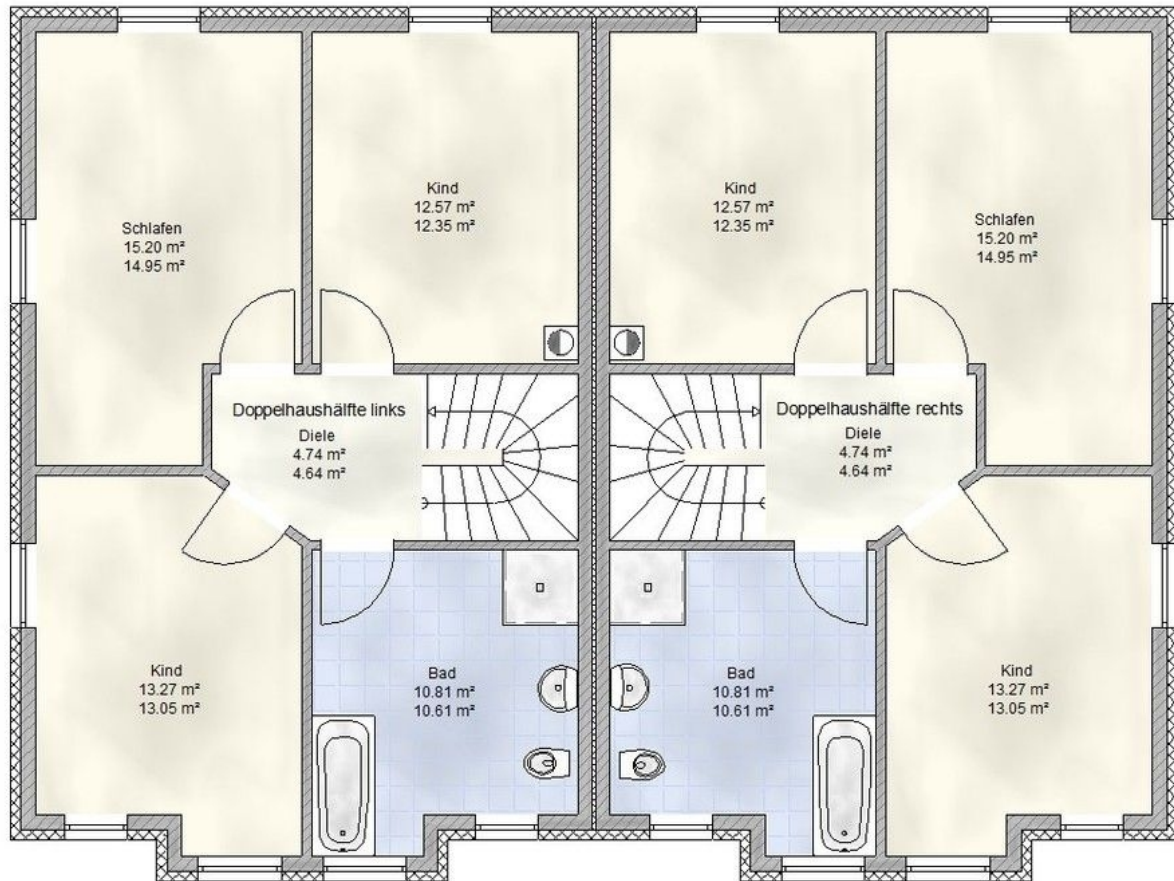 Schlafen
15.20 m²
14.95 m²
Kind
12.57 m²
12.35 m²
Kind
12.57 m²
12.35 m²
Schlafen
15.20 m²
14.95 m²
Doppelhaushälfte links
Diele
4.74 m²
4.64 m²
Doppelhaushälfte rechts
Diele
4.74 m²
4.64 m²
Kind
13.27 m²
13.05 m²
Bad
10.81 m²
10.61 m²
Bad
10.81 m²
10.61 m²
Kind
13.27 m²
13.05 m²